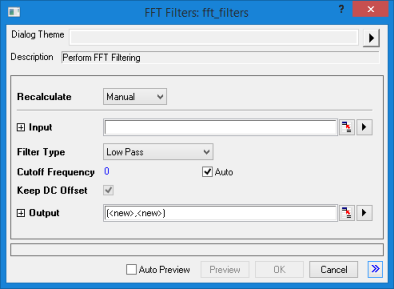 FFT Filters: fft_filters
?
Dialog Theme
Description Perform FFT Filtering
Recalculate Manual
Input
Filter Type Low Pass
Cutoff Frequency 0 Auto
Keep DC Offset
Output (<new>,<new>)
Auto Preview Preview OK Cancel